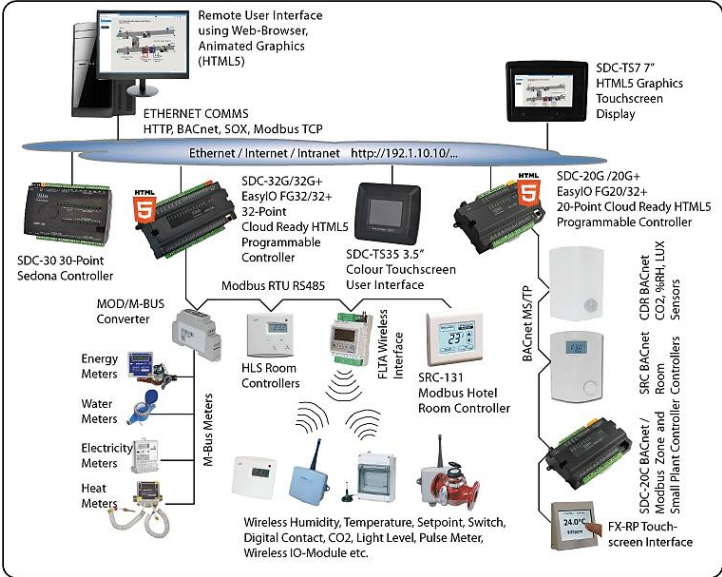 Remote User Interface
using Web-Browser,
Animated Graphics
(HTML5)
SDC-TS7 7"
HTML5 Graphics
Touchscreen
Display
ETHERNET COMMS
HTTP, BACnet, SOX, Modbus TCP
Ethernet / Internet / Intranet http://192.1.10.10/...
HTML
5
SDC-32G/32G+
EasyIO FG32/32+
32-Point
Cloud Ready HTML5
Programmable
Controller
HTML
5
SDC-20G /20G+
EasyIO FG20/32+
20-Point Cloud Ready HTML5
Programmable Controller
SDC-30 30-Point
Sedona Controller
SDC-TS35 3.5"
Colour Touchscreen
User Interface
Modbus RTU RS485
MOD/M-BUS
Converter
HLS Room
Controllers
FLTA Wireless
Interface
SRC-131
Modbus Hotel
Room Controller
BACnet MS/TP
CDR BACnet
CO2, %RH, LUX
Sensors
SRC BACnet
Room
Controllers
SDC-20C BACnet /
Modbus Zone and
Small Plant Controller
24.0°C
FX-RP Touch-
screen Interface
Energy
Meters
Water
Meters
Electricity
Meters
Heat
Meters
M-Bus Meters
Wireless Humidity, Temperature, Setpoint, Switch,
Digital Contact, CO2, Light Level, Pulse Meter,
Wireless IO-Module etc.